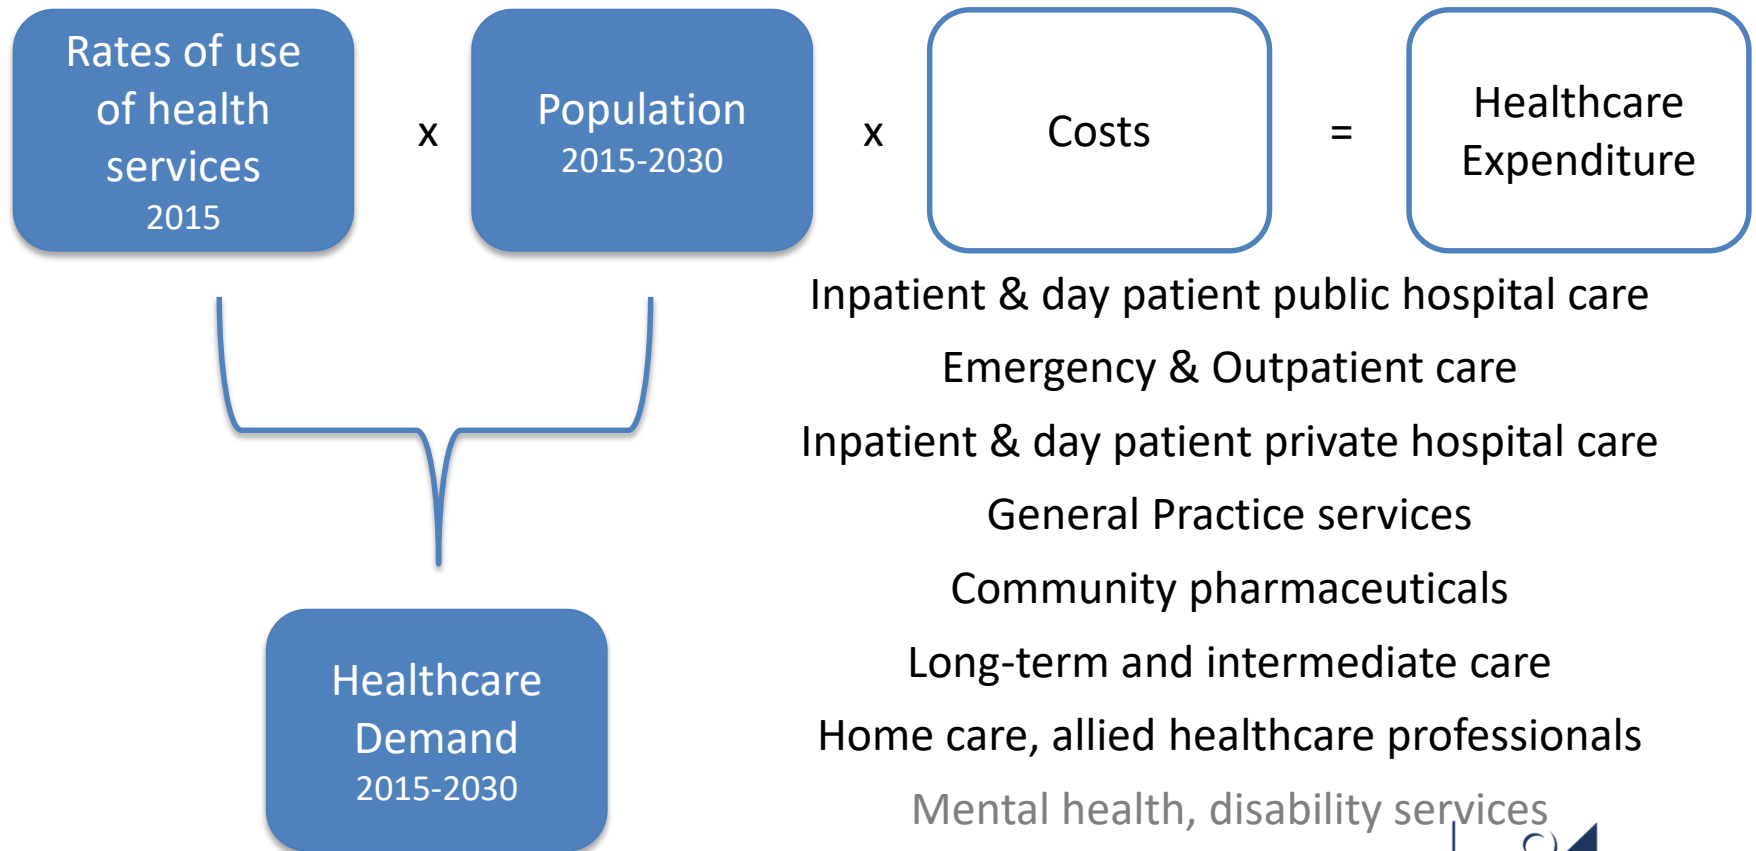 Rates of use
of health
services
2015
x
Population
2015-2030
x
Costs
=
Healthcare
Expenditure
Inpatient & day patient public hospital care
Emergency & Outpatient care
Inpatient & day patient private hospital care
General Practice services
Community pharmaceuticals
Long-term and intermediate care
Home care, allied healthcare professionals
Mental health, disability services
Healthcare
Demand
2015-2030